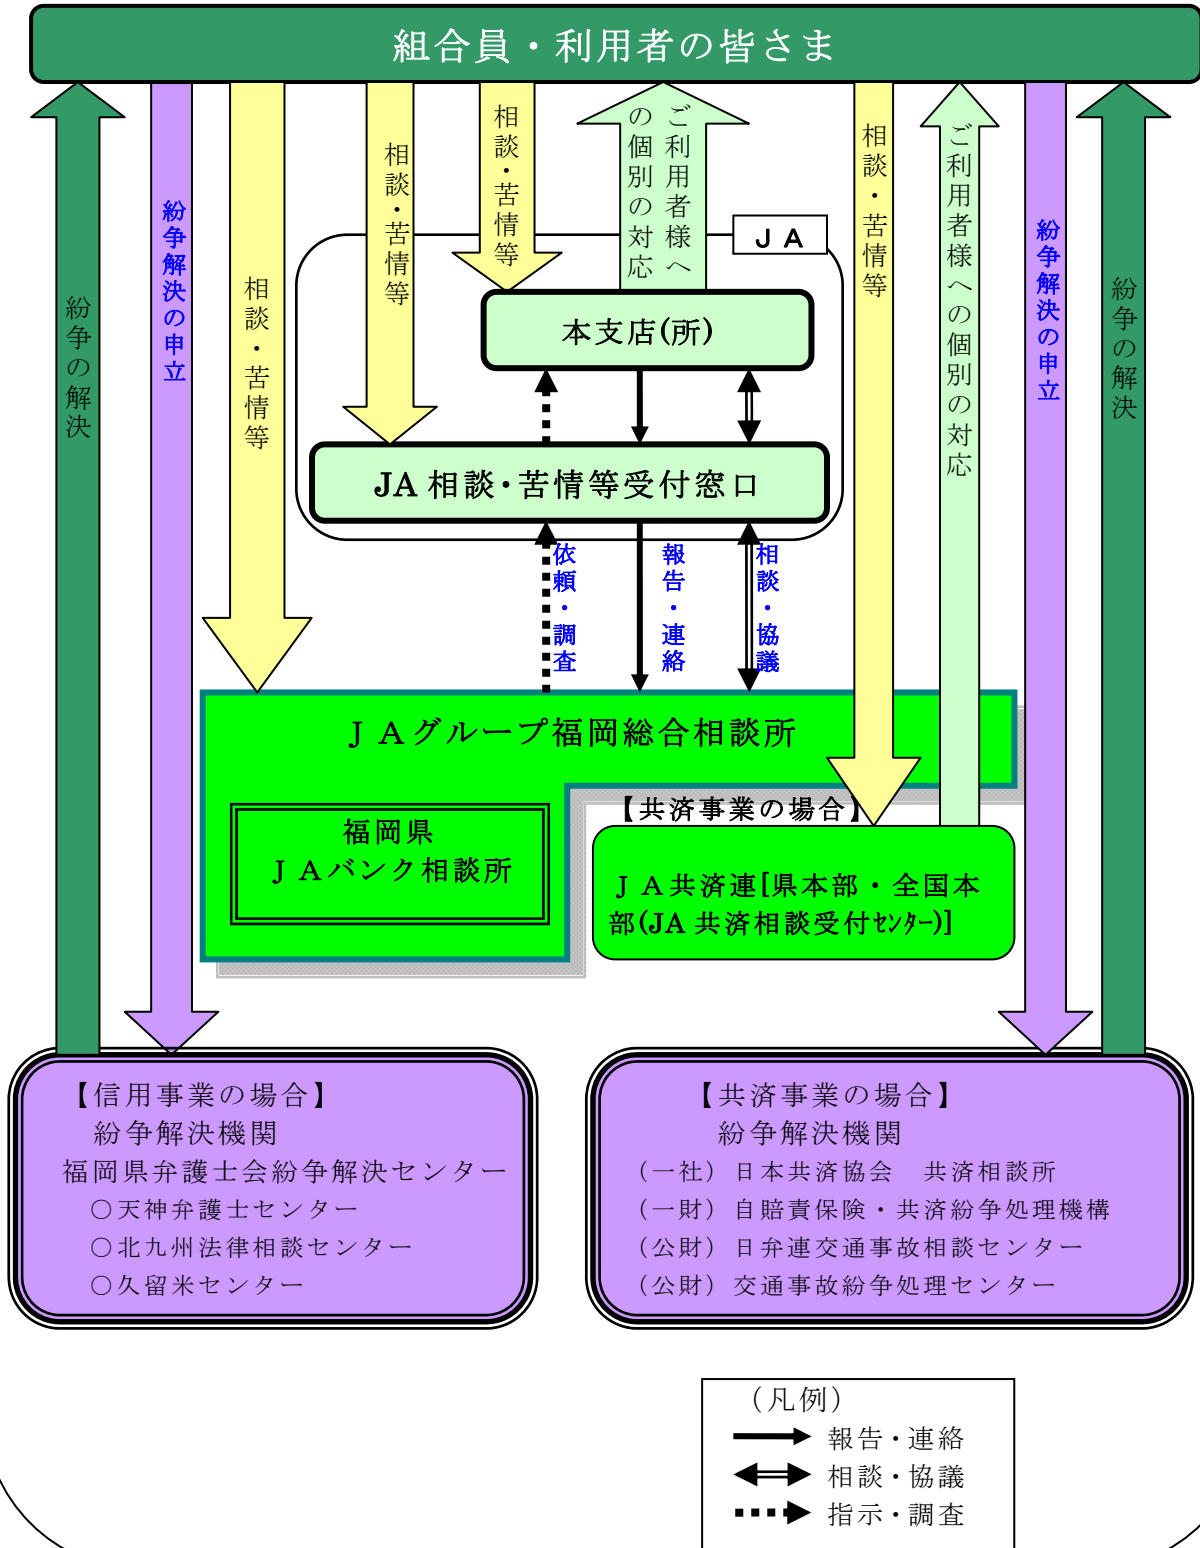 組合員・利用者の皆さま
紛争の解決
紛争解決の申立
相談・苦情等
相談・苦情等
相談・苦情等
ご利用者様へ
の個別の対応
相談・苦情等
ご利用者様への個別の対応
紛争解決の申立
紛争の解決
ＪＡ
本支店(所)
JA 相談・苦情等受付窓口
依頼・調査
報告・連絡
相談・協議
ＪＡグループ福岡総合相談所
福岡県
ＪＡバンク相談所
【共済事業の場合】
ＪＡ共済連[県本部・全国本
部(JA 共済相談受付ｾﾝﾀｰ)]
【信用事業の場合】
紛争解決機関
福岡県弁護士会紛争解決センター
○天神弁護士センター
○北九州法律相談センター
○久留米センター
【共済事業の場合】
紛争解決機関
（一社）日本共済協会　共済相談所
（一財）自賠責保険・共済紛争処理機構
（公財）日弁連交通事故相談センター
（公財）交通事故紛争処理センター
（凡例）
報告・連絡
相談・協議
指示・調査